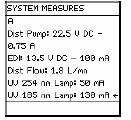 SYSTEM MEASURES
A
Dist Pump: 22.5 V DC -
0.75 A
EDI: 13.5 V DC - 100 mA
Dist Flow: 1.8 L/mn
UV 254 nm Lamp: 50 mA
UV 185 nm Lamp: 130 mA ←